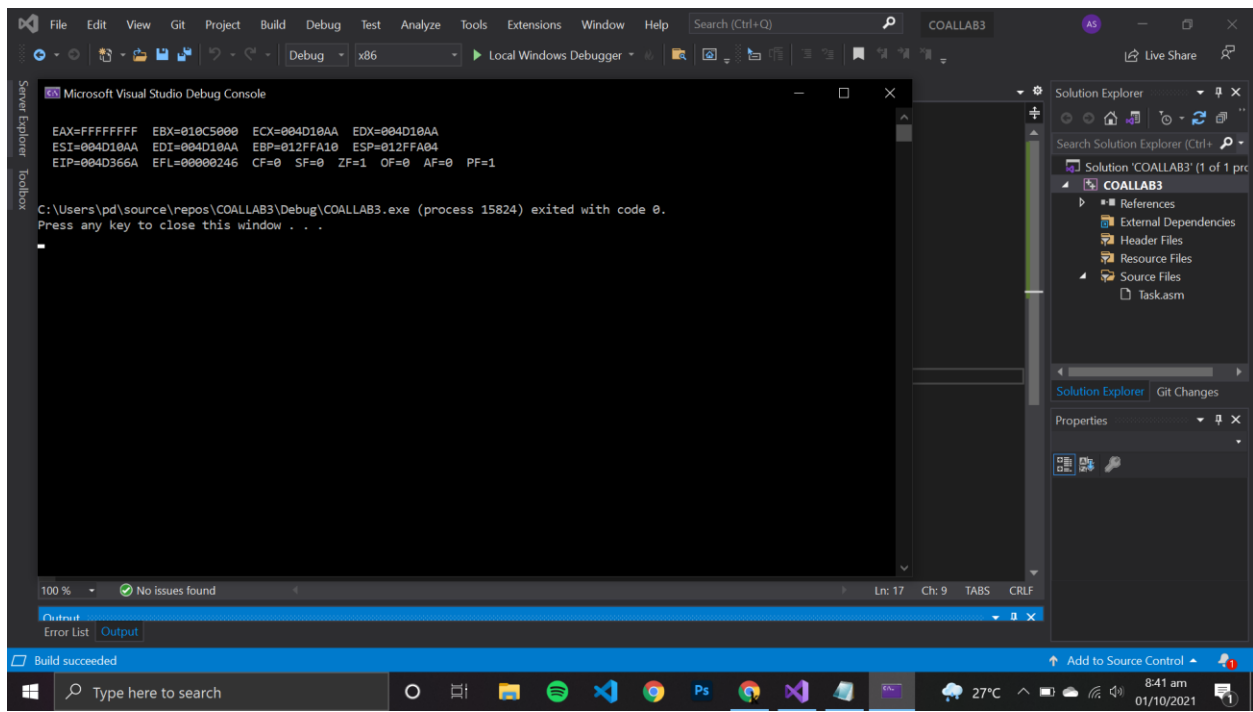 File Edit View Git Project Build Debug Test Analyze Tools Extensions Window Help Search (Ctrl+Q) COALLAB3 AS
Debug x86 Local Windows Debugger Live Share
Server Explorer
Toolbox
Microsoft Visual Studio Debug Console
EAX=FFFFFFFF EBX=010C5000 ECX=004D10AA EDX=004D10AA
ESI=004D10AA EDI=004D10AA EBP=012FFA10 ESP=012FFA04
EIP=004D366A EFL=00000246 CF=0 SF=0 ZF=1 OF=0 AF=0 PF=1
C:\Users\pd\source\repos\COALLAB3\Debug\COALLAB3.exe (process 15824) exited with code 0.
Press any key to close this window . . .
Solution Explorer
Search Solution Explorer (Ctrl+
Solution 'COALLAB3' (1 of 1 pro
COALLAB3
References
External Dependencies
Header Files
Resource Files
Source Files
Task.asm
Solution Explorer Git Changes
Properties
100 % No issues found Ln: 17 Ch: 9 TABS CRLF
Output
Error List Output
Build succeeded Add to Source Control 1
Type here to search Ps 27°C 8:41 am
01/10/2021 1